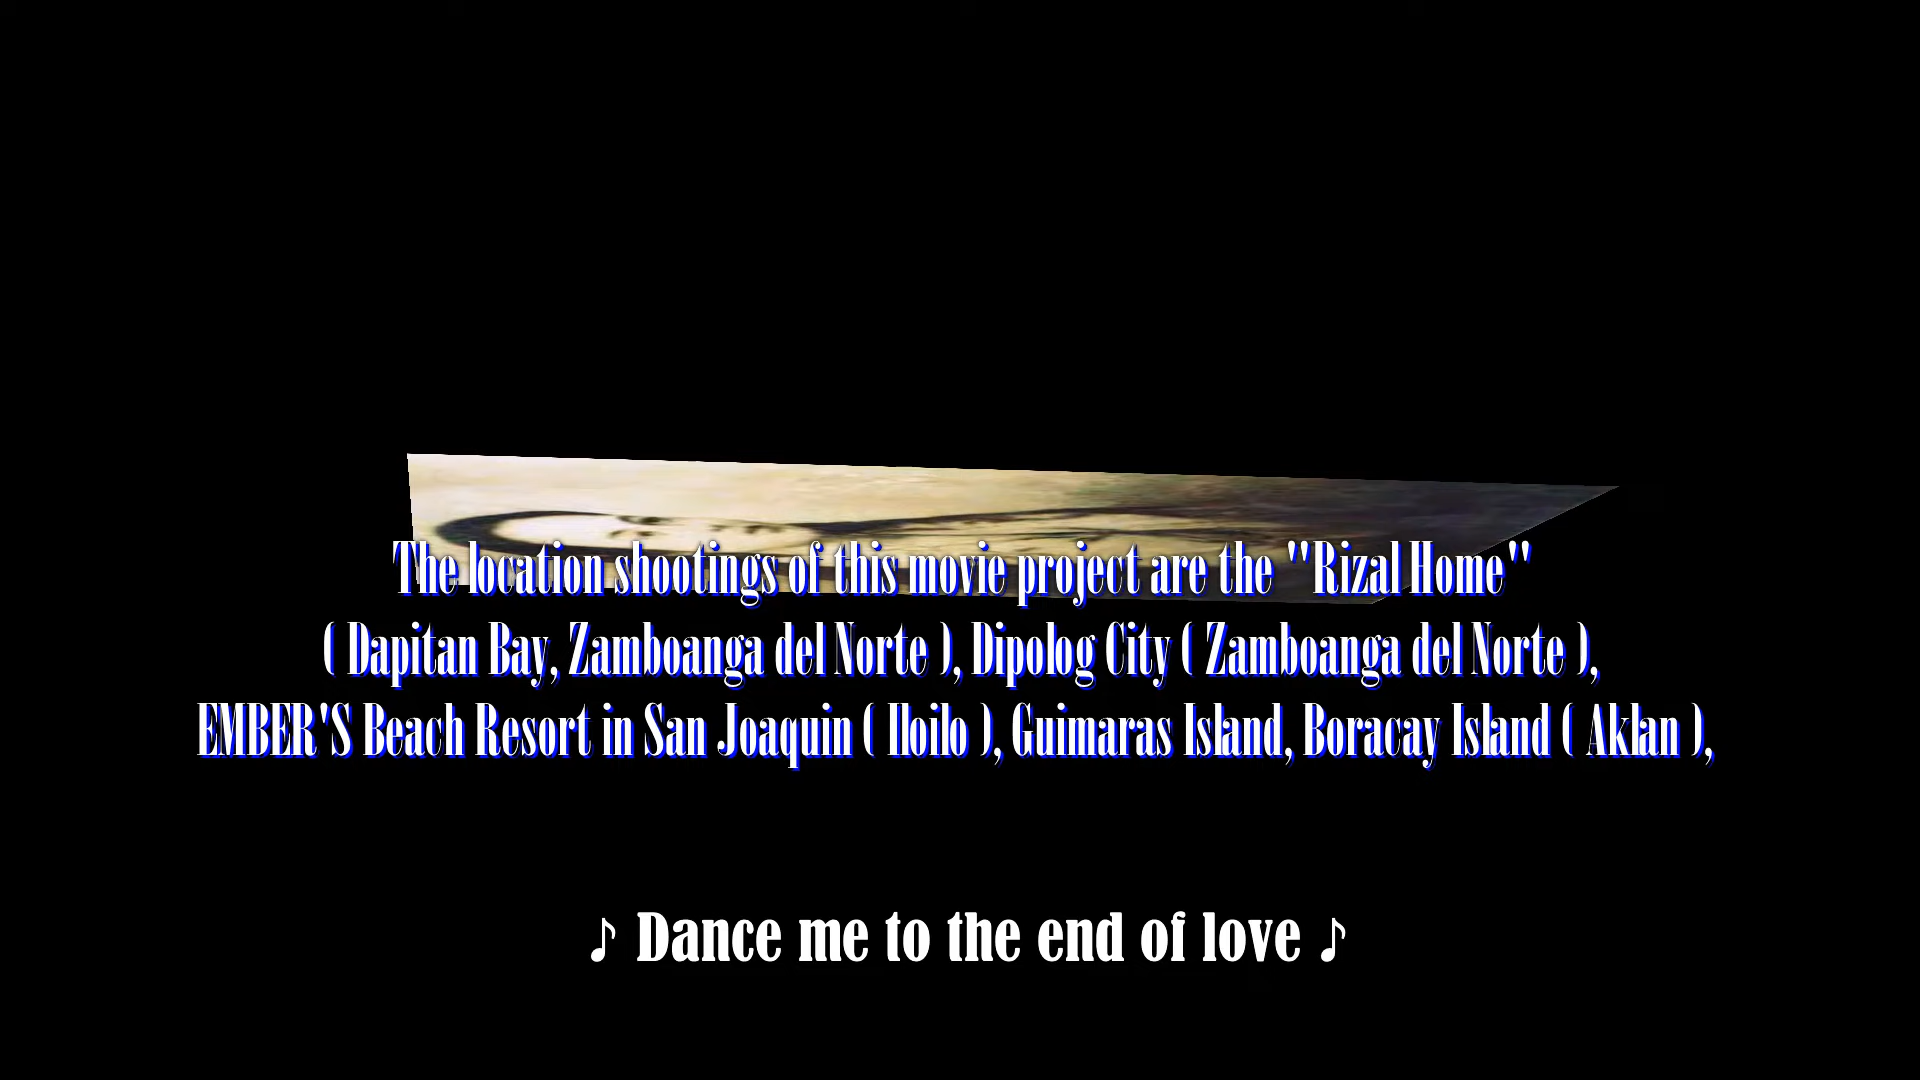 The location shootings of this movie project are the "Rizal Home"
( Dapitan Bay, Zamboanga del Norte ), Dipolog City ( Zamboanga del Norte ),
EMBER'S Beach Resort in San Joaquin ( Iloilo ), Guimaras Island, Boracay Island ( Aklan ),
♪ Dance me to the end of love ♪